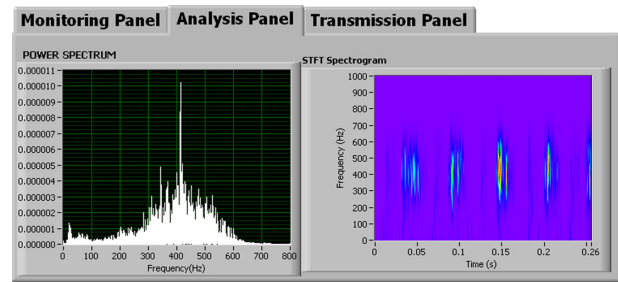 Monitoring Panel Analysis Panel Transmission Panel
POWER SPECTRUM
0.000011
0.000010
0.000009
0.000008
0.000007
0.000006
0.000005
0.000004
0.000003
0.000002
0.000001
0.000000
0 100 200 300 400 500 600 700 800
Frequency(Hz)
STFT Spectrogram
1000
900
800
700
600
500
400
300
200
100
0
Frequency (Hz)
0 0.05 0.1 0.15 0.2 0.26
Time (s)